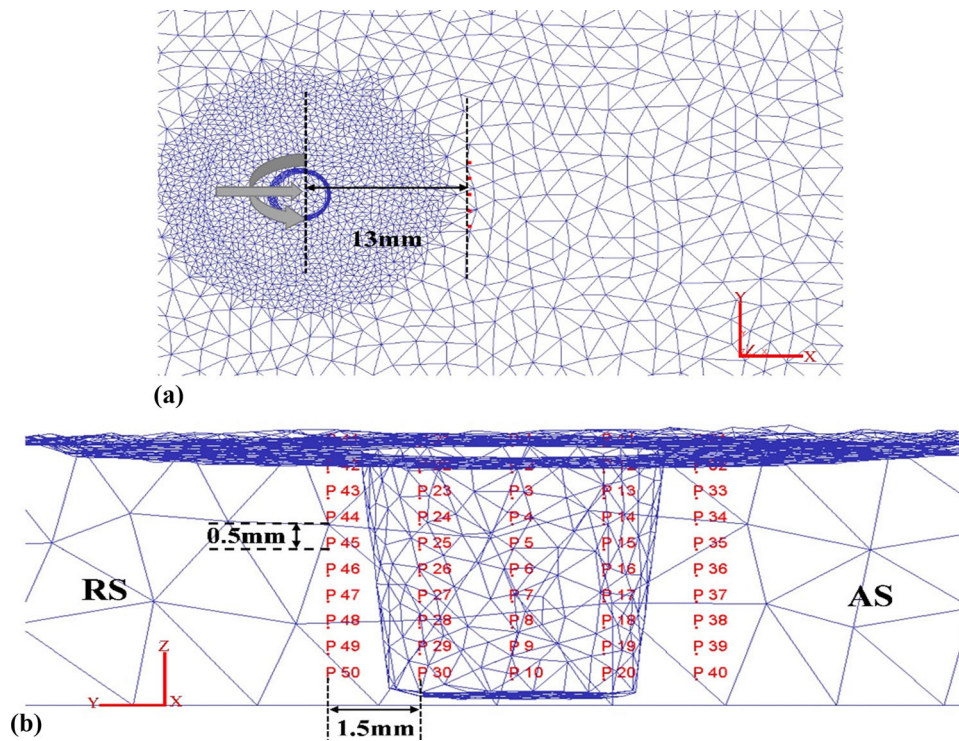 13mm
Y
Z
X
(a)
P 42 P 32
P 43 P 23 P 3 P 13 P 33
P 44 P 24 P 4 P 14 P 34
0.5mm P 45 P 25 P 5 P 15 P 35
P 46 P 26 P 6 P 16 P 36
RS P 47 P 27 P 7 P 17 P 37 AS
P 48 P 28 P 8 P 18 P 38
Z P 49 P 29 P 9 P 19 P 39
P 50 P 30 P 10 P 20 P 40
Y X
1.5mm
(b)